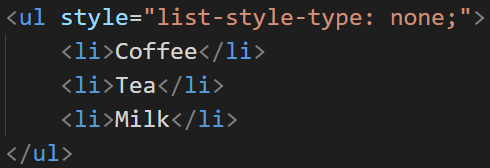 <ul style="list-style-type: none;">
    <li>Coffee</li>
    <li>Tea</li>
    <li>Milk</li>
</ul>